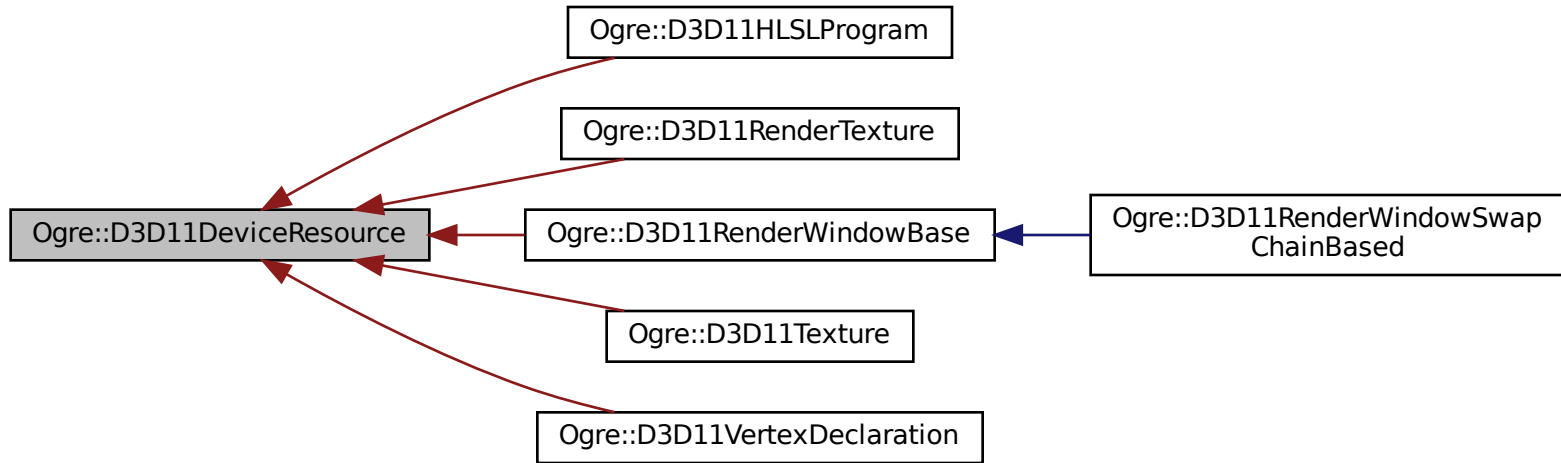 Ogre::D3D11HLSLProgram
Ogre::D3D11RenderTexture
Ogre::D3D11DeviceResource
Ogre::D3D11RenderWindowBase
Ogre::D3D11RenderWindowSwap
ChainBased
Ogre::D3D11Texture
Ogre::D3D11VertexDeclaration